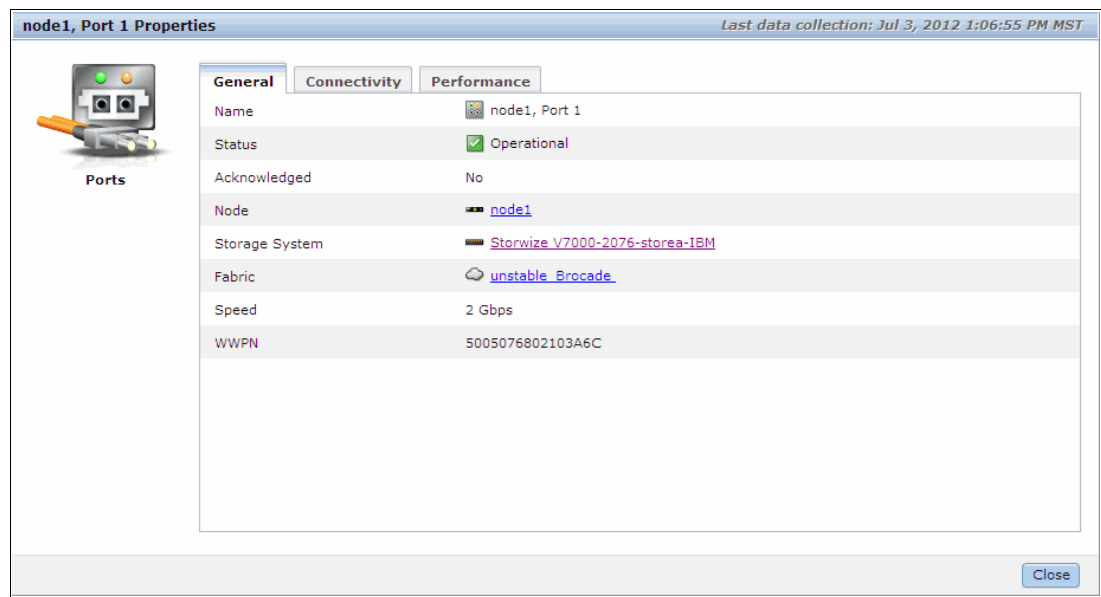 node1, Port 1 Properties Last data collection: Jul 3, 2012 1:06:55 PM MST
General Connectivity Performance
Name node1, Port 1
Status Operational
Acknowledged No
Node node1
Storage System Storwize V7000-2076-storea-IBM
Fabric unstable_Brocade_
Speed 2 Gbps
WWPN 5005076802103A6C
Ports
Close